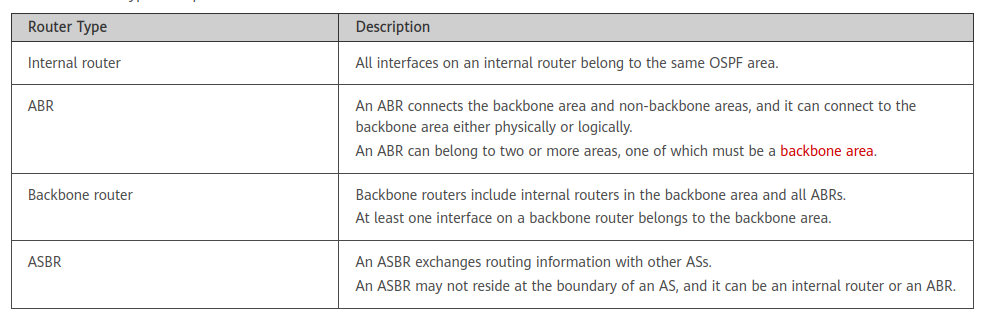 Router Type Description
Internal router All interfaces on an internal router belong to the same OSPF area.
ABR An ABR connects the backbone area and non-backbone areas, and it can connect to the
backbone area either physically or logically.
An ABR can belong to two or more areas, one of which must be a backbone area.
Backbone router Backbone routers include internal routers in the backbone area and all ABRs.
At least one interface on a backbone router belongs to the backbone area.
ASBR An ASBR exchanges routing information with other ASs.
An ASBR may not reside at the boundary of an AS, and it can be an internal router or an ABR.